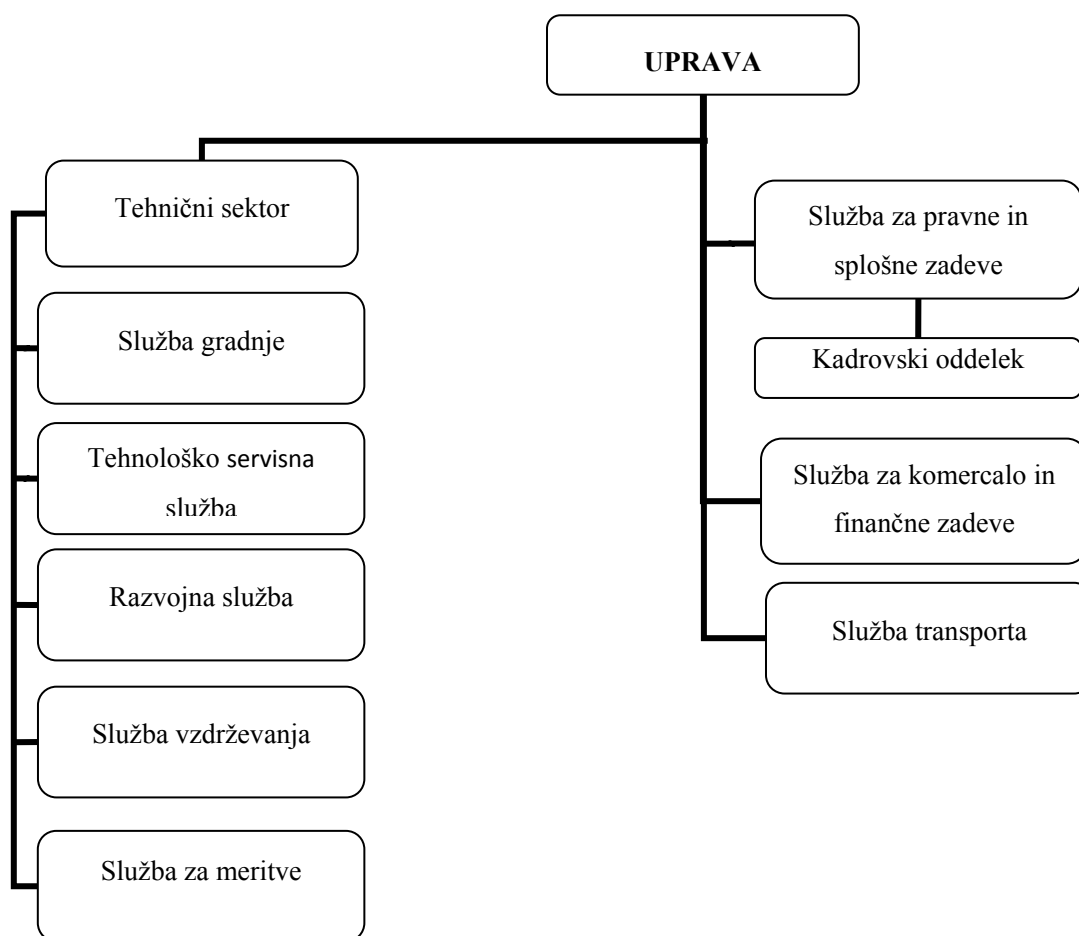 UPRAVA
Tehnični sektor
Služba gradnje
Tehnološko servisna
služba
Razvojna služba
Služba vzdrževanja
Služba za meritve
Služba za pravne in
splošne zadeve
Kadrovski oddelek
Služba za komercalo in
finančne zadeve
Služba transporta